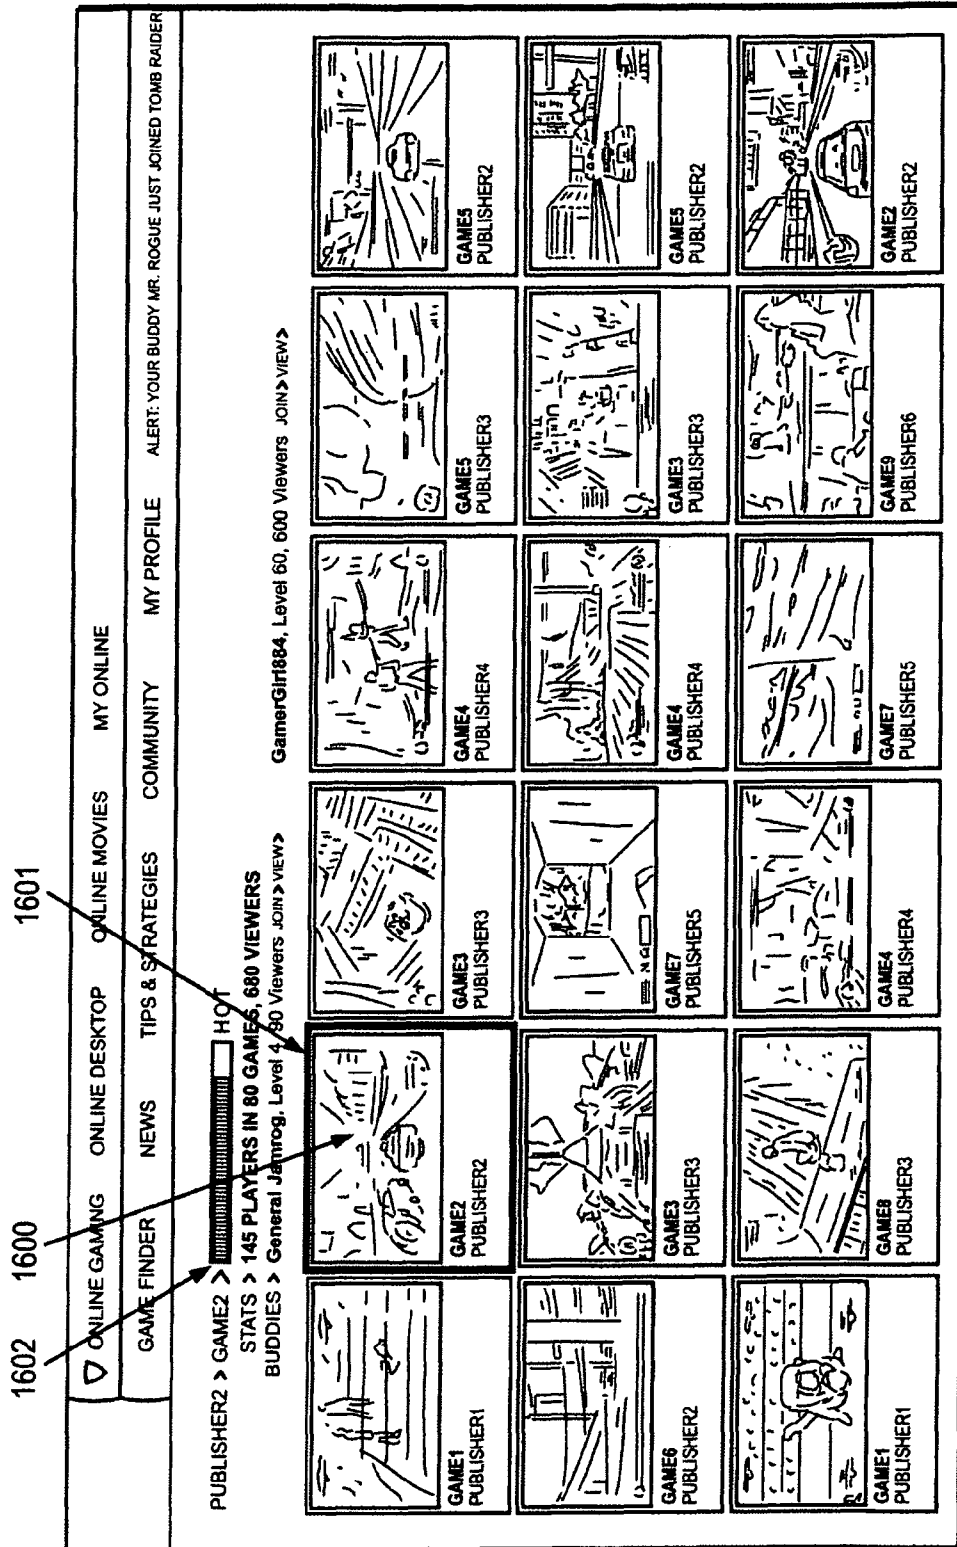 1602 1600 1601
ONLINE GAMING ONLINE DESKTOP ONLINE MOVIES MY ONLINE
GAME FINDER NEWS TIPS & STRATEGIES COMMUNITY MY PROFILE ALERT: YOUR BUDDY MR. ROGUE JUST JOINED TOMB RAIDER
PUBLISHER2 > GAME2 > HOT
STATS > 145 PLAYERS IN 80 GAMES, 680 VIEWERS
BUDDIES > General Jamrog, Level 4, 90 Viewers JOIN> VIEW> GamerGirl884, Level 60, 600 Viewers JOIN> VIEW>
GAME1 GAME2 GAME3 GAME4 GAME5 GAME5
PUBLISHER1 PUBLISHER2 PUBLISHER3 PUBLISHER4 PUBLISHER3 PUBLISHER2
GAME6 GAME3 GAME7 GAME4 GAME3 GAME5
PUBLISHER2 PUBLISHER3 PUBLISHER5 PUBLISHER4 PUBLISHER3 PUBLISHER2
GAME1 GAME8 GAME4 GAME7 GAME9 GAME2
PUBLISHER1 PUBLISHER3 PUBLISHER4 PUBLISHER5 PUBLISHER6 PUBLISHER2